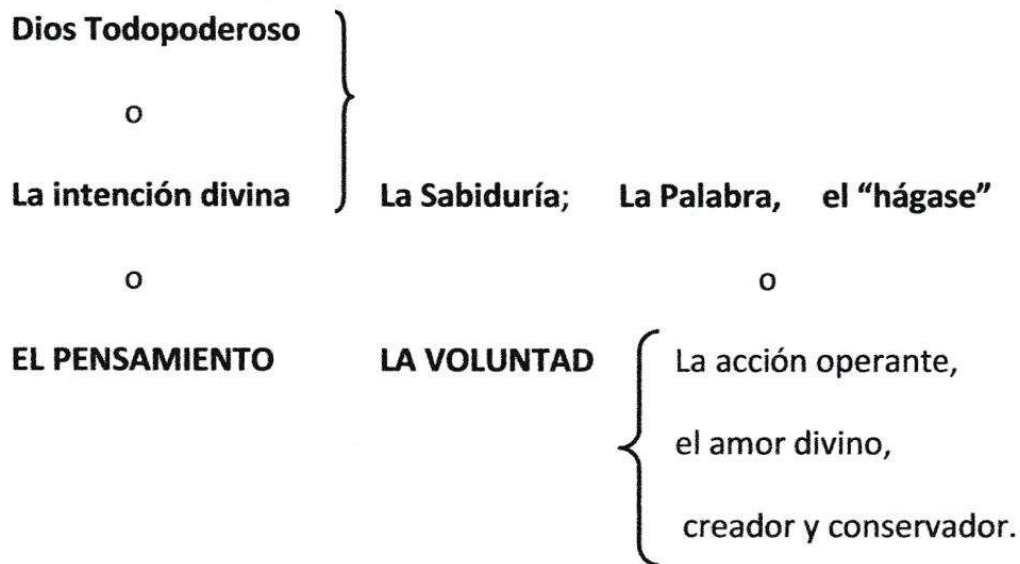 Dios Todopoderoso
o
La intención divina La Sabiduría; La Palabra, el “hágase”
o o
EL PENSAMIENTO LA VOLUNTAD La acción operante,
el amor divino,
creador y conservador.